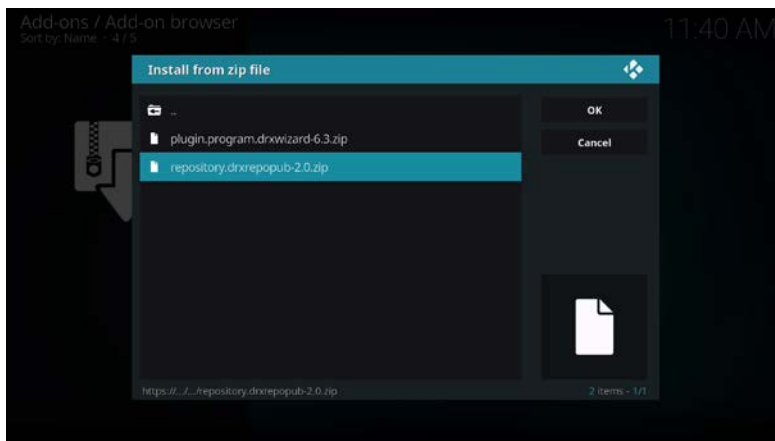 Add-ons / Add-on browser
Sort by: Name · 4 / 5
11:40 AM
Install from zip file
..
plugin.program.drxwizard-6.3.zip
repository.drxrepopub-2.0.zip
OK
Cancel
https://.../.../repository.drxrepopub-2.0.zip
2 items - 1/1